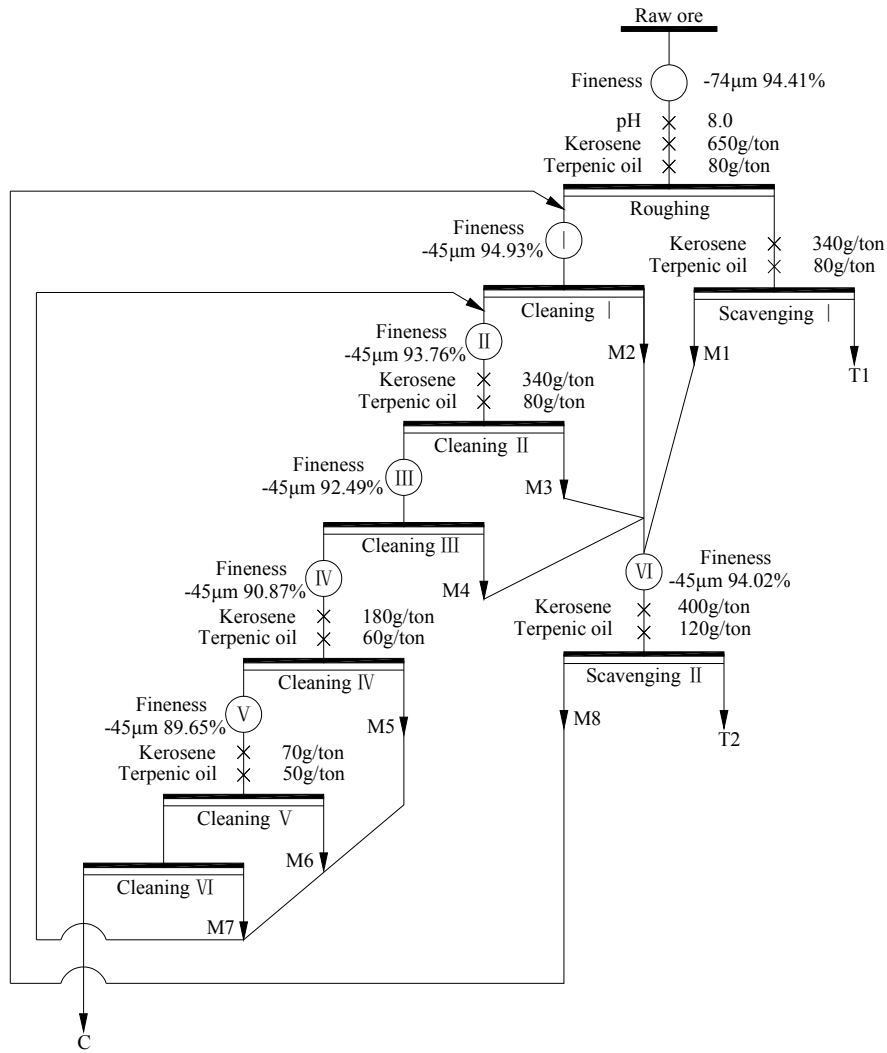 Raw ore
Fineness -74μm 94.41%
pH 8.0
Kerosene 650g/ton
Terpenic oil 80g/ton
Roughing
Fineness
-45μm 94.93%
Ⅰ
Kerosene 340g/ton
Terpenic oil 80g/ton
Cleaning Ⅰ
Scavenging Ⅰ
Fineness
-45μm 93.76%
Ⅱ
M2
M1
T1
Kerosene 340g/ton
Terpenic oil 80g/ton
Cleaning Ⅱ
Fineness
-45μm 92.49%
Ⅲ
M3
Cleaning Ⅲ
Fineness
-45μm 90.87%
Ⅳ
M4
Ⅵ
Fineness
-45μm 94.02%
Kerosene 180g/ton
Terpenic oil 60g/ton
Kerosene 400g/ton
Terpenic oil 120g/ton
Cleaning Ⅳ
Scavenging Ⅱ
Fineness
-45μm 89.65%
Ⅴ
M5
M8
T2
Kerosene 70g/ton
Terpenic oil 50g/ton
Cleaning Ⅴ
M6
Cleaning Ⅵ
M7
C